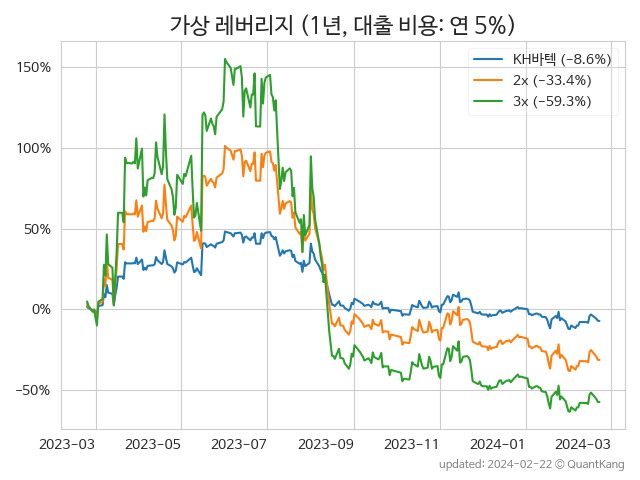 가상 레버리지 (1년, 대출 비용: 연 5%)
KH바텍 (−8.6%)
2x (−33.4%)
3x (−59.3%)
150%
100%
50%
0%
−50%
2023−03 2023−05 2023−07 2023−09 2023−11 2024−01 2024−03
updated: 2024−02−22 © QuantKang